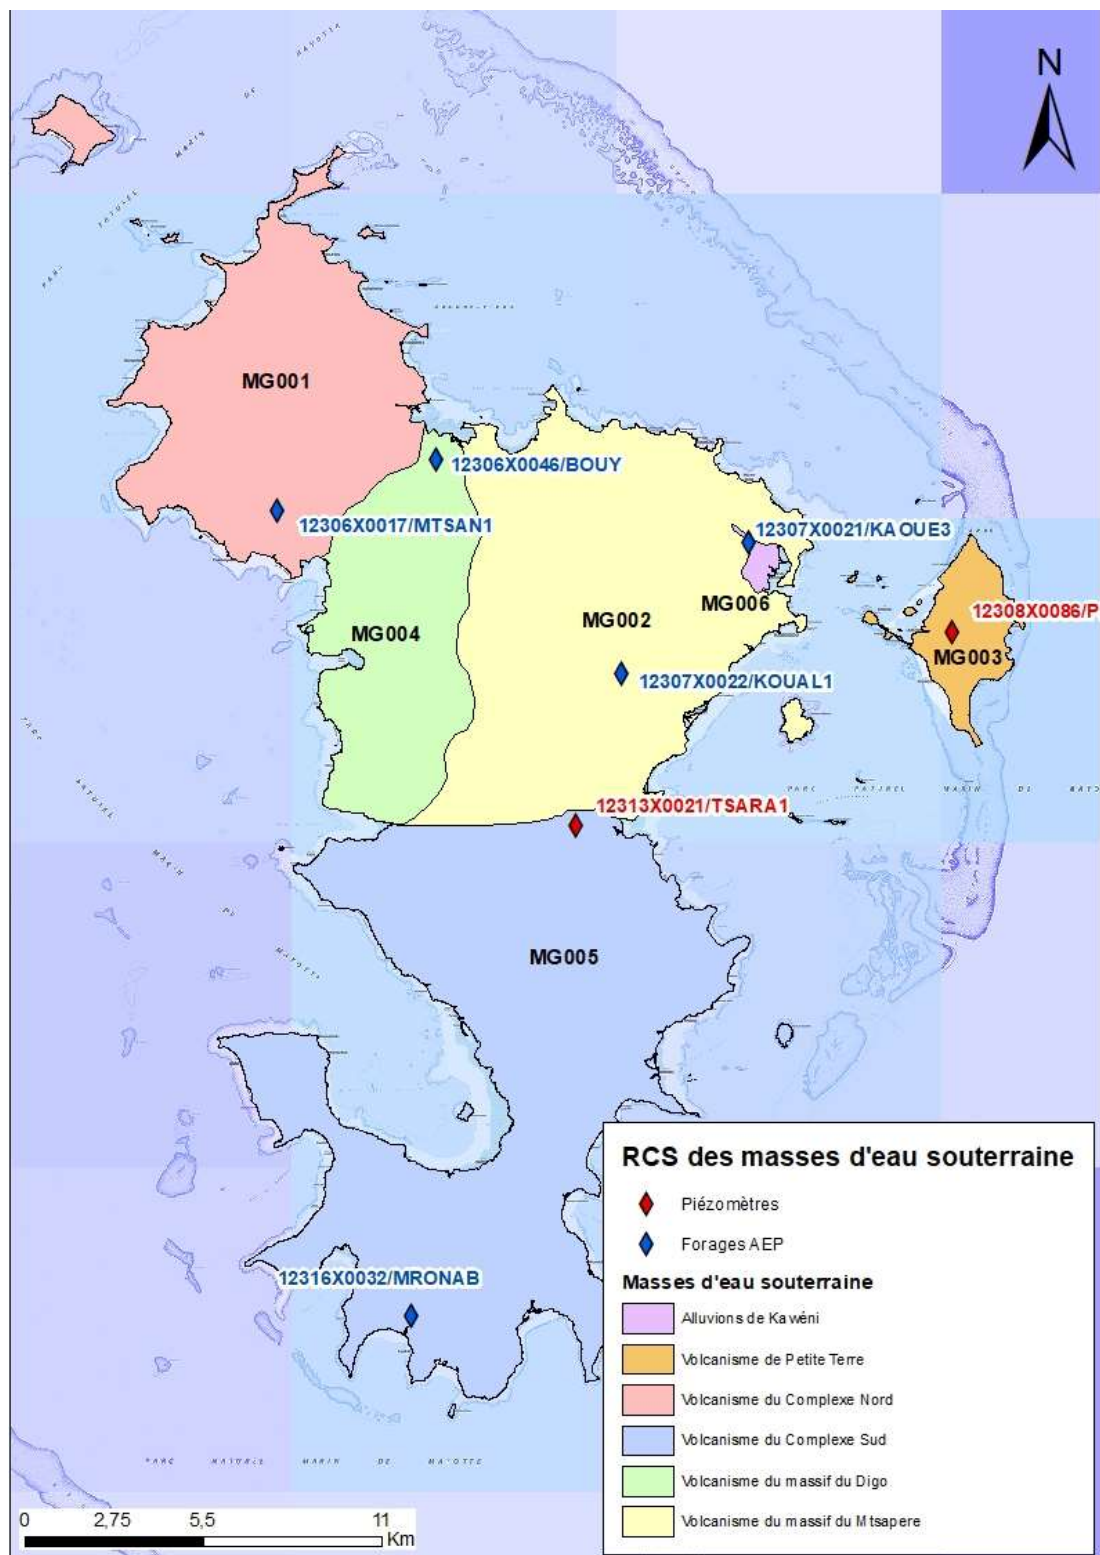 N
MG001
12306X0046/BOUY
12306X0017/MTSAN1
12307X0021/KAOUE3
MG006
MG002
MG004
12308X0086/P
MG003
12307X0022/KOUAL1
12313X0021/TSARA1
MG005
12316X0032/MRONAB
RCS des masses d'eau souterraine
Piézomètres
Forages AEP
Masses d'eau souterraine
Alluvions de Kawéni
Volcanisme de Petite Terre
Volcanisme du Complexe Nord
Volcanisme du Complexe Sud
Volcanisme du massif du Digo
Volcanisme du massif du Mtsapere
0 2,75 5,5 11
Km